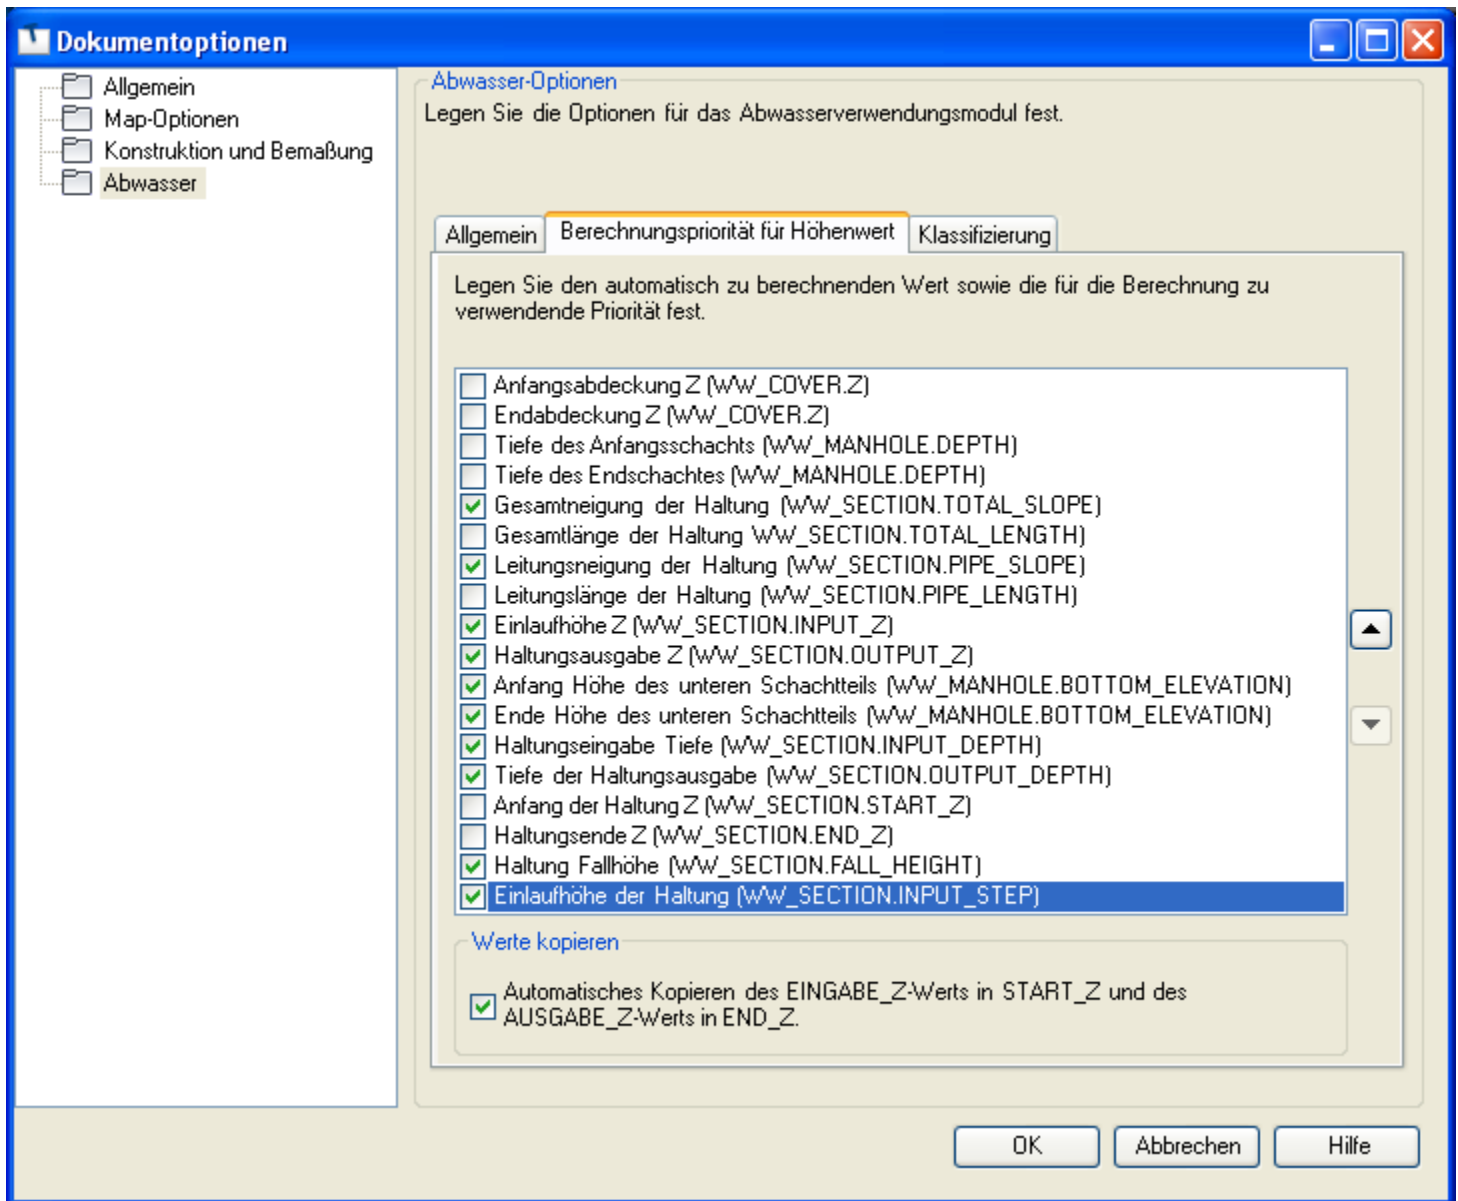 Dokumentoptionen
Allgemein
Map-Optionen
Konstruktion und Bemaßung
Abwasser
Abwasser-Optionen
Legen Sie die Optionen für das Abwasserverwendungsmodul fest.
Allgemein
Berechnungspriorität für Höhenwert
Klassifizierung
Legen Sie den automatisch zu berechnenden Wert sowie die für die Berechnung zu
verwendende Priorität fest.
Anfangsabdeckung Z (WW_COVER.Z)
Endabdeckung Z (WW_COVER.Z)
Tiefe des Anfangsschachts (WW_MANHOLE.DEPTH)
Tiefe des Endschachtes (WW_MANHOLE.DEPTH)
Gesamtneigung der Haltung (WW_SECTION.TOTAL_SLOPE)
Gesamtlänge der Haltung WW_SECTION.TOTAL_LENGTH)
Leitungsneigung der Haltung (WW_SECTION.PIPE_SLOPE)
Leitungslänge der Haltung (WW_SECTION.PIPE_LENGTH)
Einlaufhöhe Z (WW_SECTION.INPUT_Z)
Haltungsausgabe Z (WW_SECTION.OUTPUT_Z)
Anfang Höhe des unteren Schachtteils (WW_MANHOLE.BOTTOM_ELEVATION)
Ende Höhe des unteren Schachtteils (WW_MANHOLE.BOTTOM_ELEVATION)
Haltungseingabe Tiefe (WW_SECTION.INPUT_DEPTH)
Tiefe der Haltungsausgabe (WW_SECTION.OUTPUT_DEPTH)
Anfang der Haltung Z (WW_SECTION.START_Z)
Haltungsende Z (WW_SECTION.END_Z)
Haltung Fallhöhe (WW_SECTION.FALL_HEIGHT)
Einlaufhöhe der Haltung (WW_SECTION.INPUT_STEP)
Werte kopieren
Automatisches Kopieren des EINGABE_Z-Werts in START_Z und des
AUSGABE_Z-Werts in END_Z.
OK
Abbrechen
Hilfe